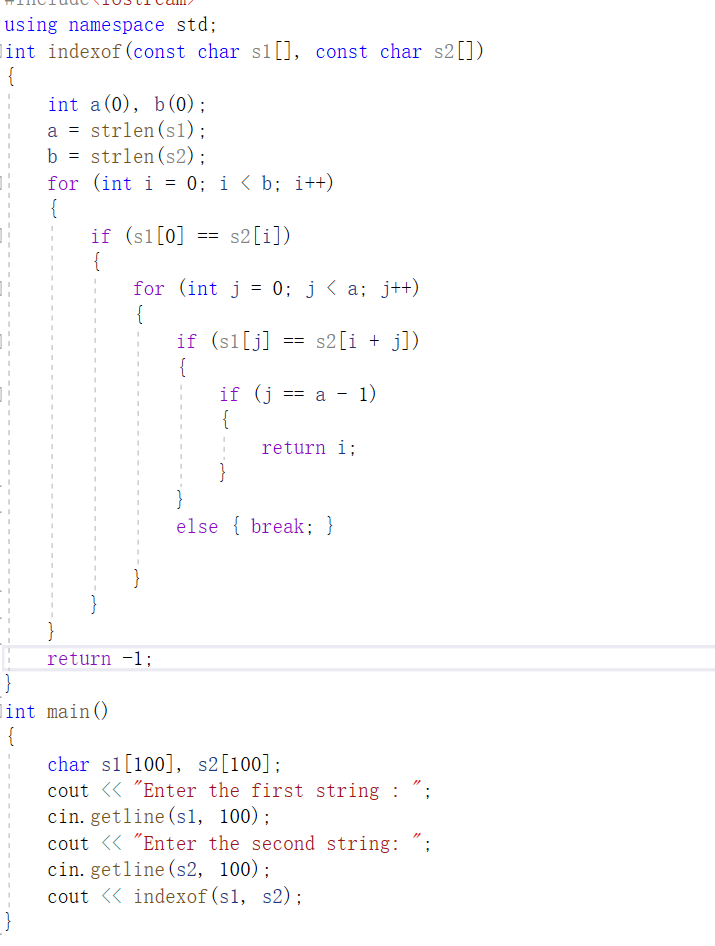 #include<iostream>
using namespace std;
int indexof(const char s1[], const char s2[])
{
    int a(0), b(0);
    a = strlen(s1);
    b = strlen(s2);
    for (int i = 0; i < b; i++)
    {
        if (s1[0] == s2[i])
        {
            for (int j = 0; j < a; j++)
            {
                if (s1[j] == s2[i + j])
                {
                    if (j == a - 1)
                    {
                        return i;
                    }
                }
                else { break; }
            }
        }
    }
    return -1;
}
int main()
{
    char s1[100], s2[100];
    cout << "Enter the first string : ";
    cin.getline(s1, 100);
    cout << "Enter the second string: ";
    cin.getline(s2, 100);
    cout << indexof(s1, s2);
}